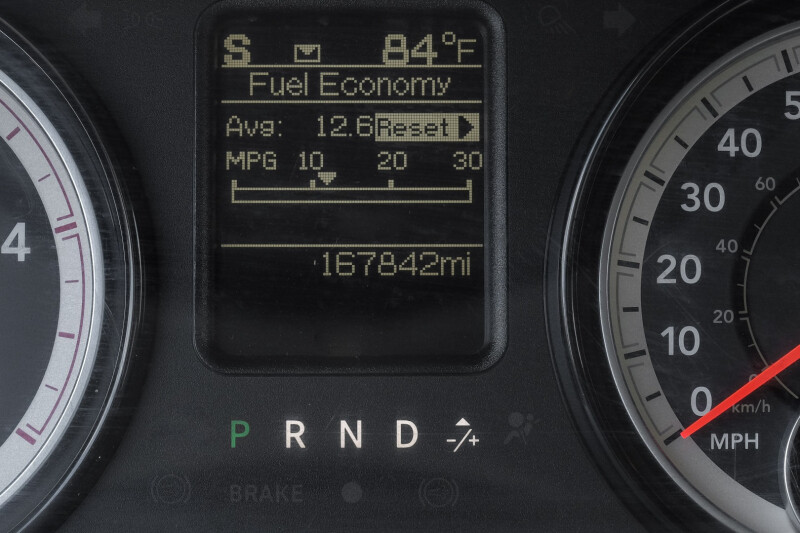 S 84°F
Fuel Economy
Avg: 12.6 Reset
MPG 10 20 30
167842mi
P R N D -/+
BRAKE
4
5
40
30
20
10
0
MPH
60
40
20
km/h